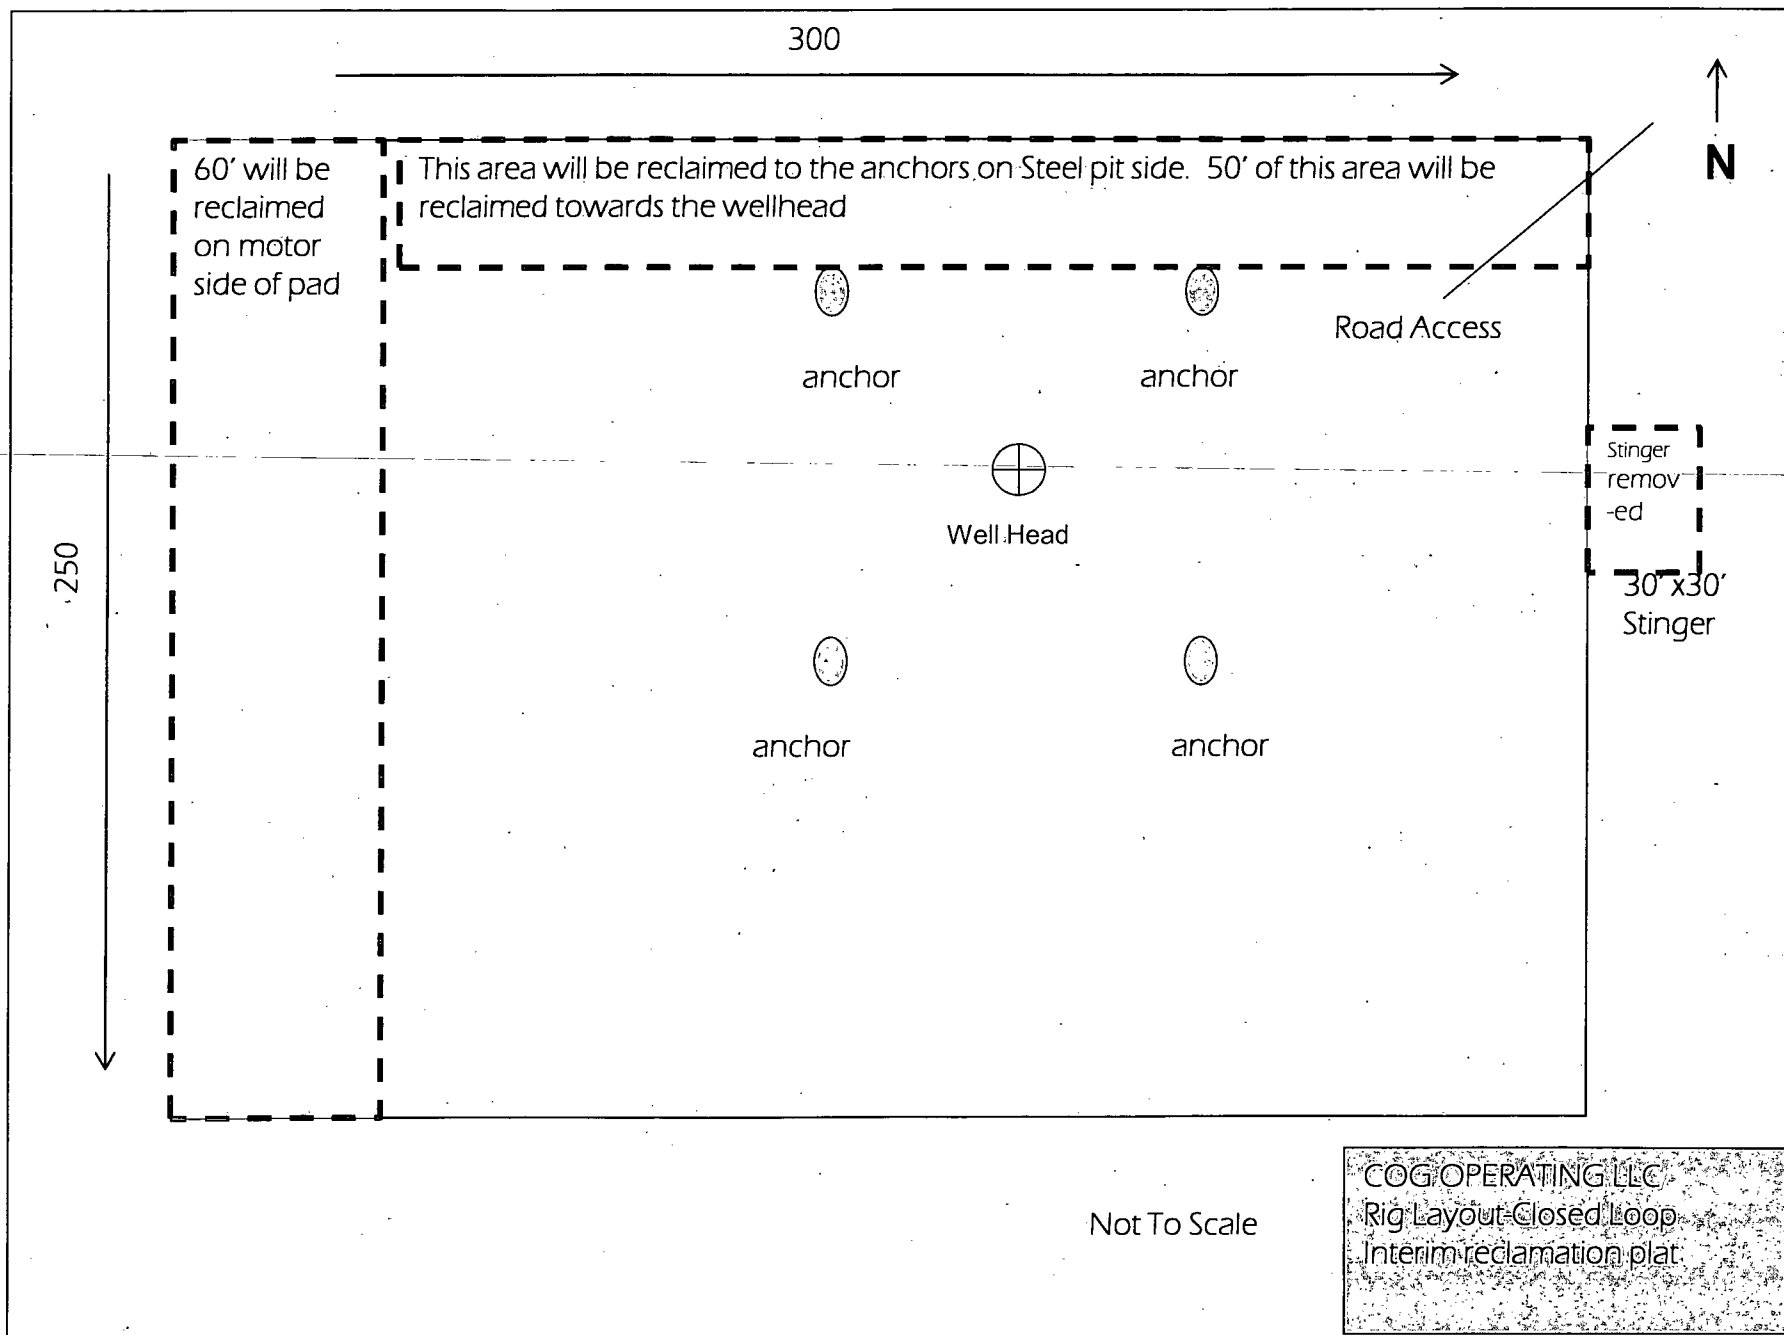 300
N
60' will be
reclaimed
on motor
side of pad
This area will be reclaimed to the anchors on Steel pit side. 50' of this area will be
reclaimed towards the wellhead
Road Access
anchor
anchor
Stinger
remov
-ed
Well Head
250
30' x30'
Stinger
anchor
anchor
Not To Scale
COG OPERATING LLC
Rig Layout-Closed Loop
Interim reclamation plat